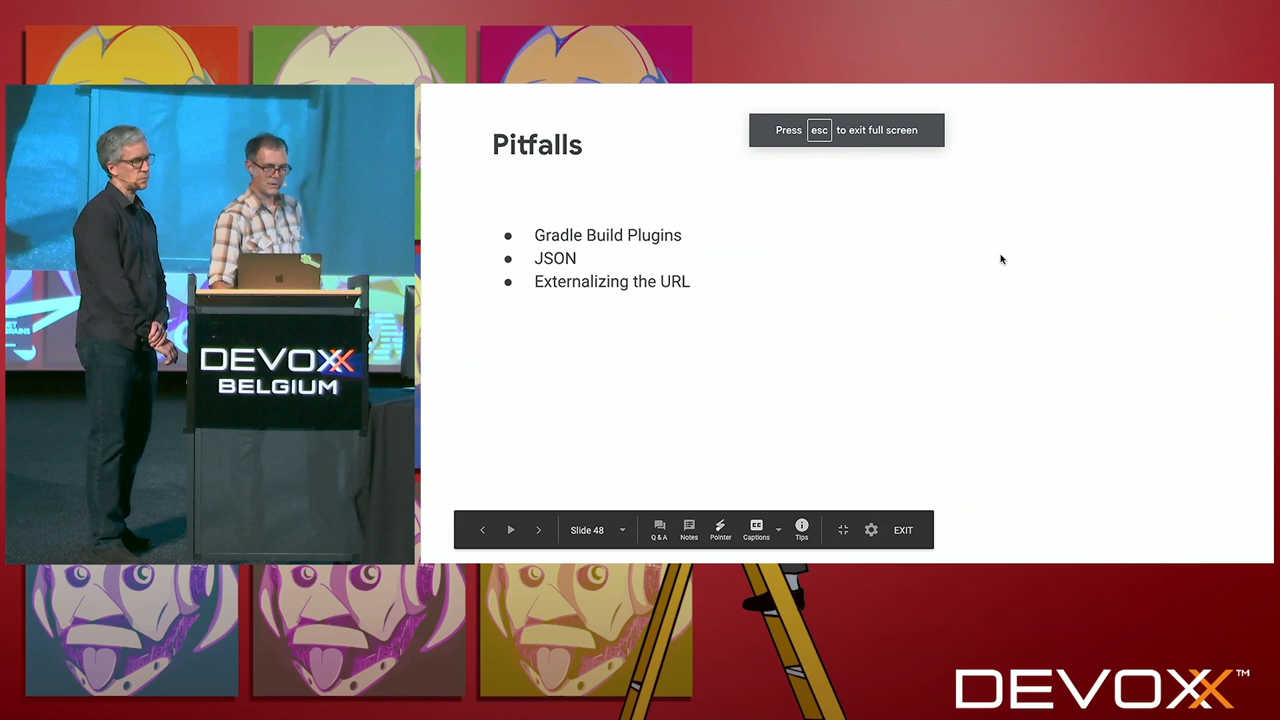 Pitfalls
Press esc to exit full screen
● Gradle Build Plugins
● JSON
● Externalizing the URL
DEVOXX
BELGIUM
Slide 48
Q & A
Notes
Pointer
Captions
Tips
EXIT
DEVOXX™